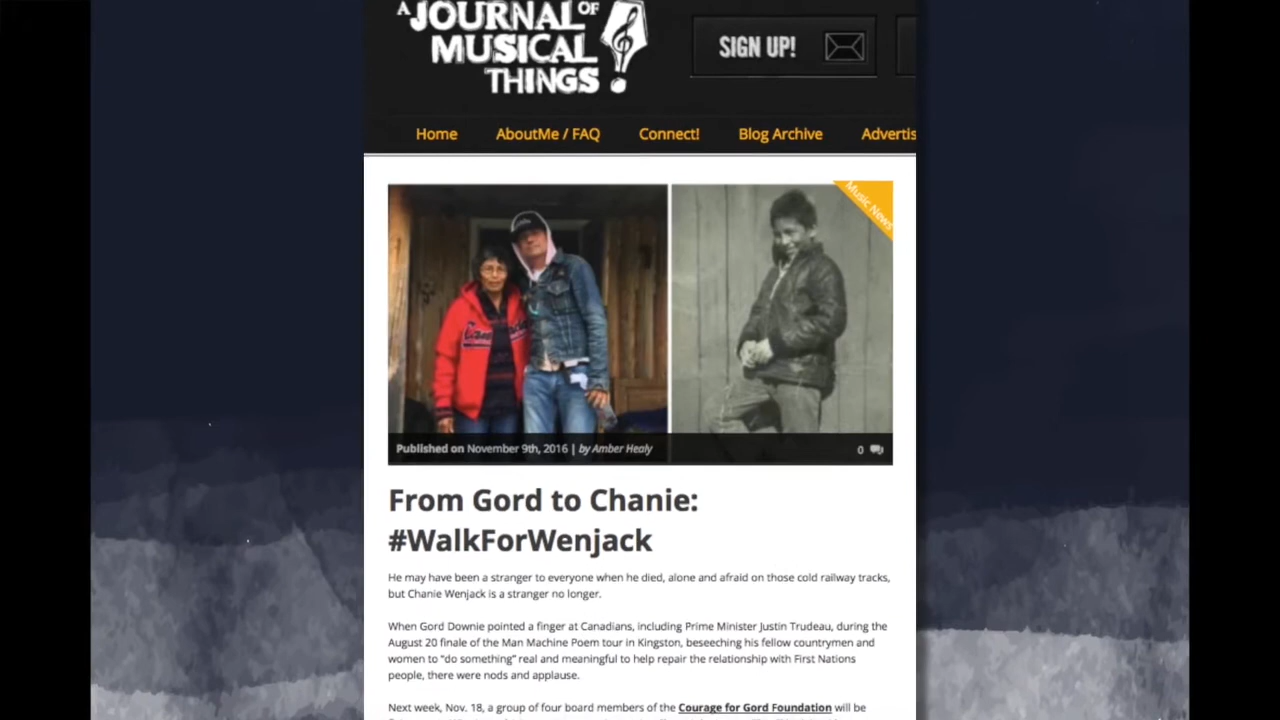 A JOURNAL OF
MUSICAL
THINGS
SIGN UP!
Home AboutMe / FAQ Connect! Blog Archive Advertis
Music News
Published on November 9th, 2016 | by Amber Healy 0
From Gord to Chanie:
#WalkForWenjack
He may have been a stranger to everyone when he died, alone and afraid on those cold railway tracks,
but Chanie Wenjack is a stranger no longer.
When Gord Downie pointed a finger at Canadians, including Prime Minister Justin Trudeau, during the
August 20 finale of the Man Machine Poem tour in Kingston, beseeching his fellow countrymen and
women to “do something” real and meaningful to help repair the relationship with First Nations
people, there were nods and applause.
Next week, Nov. 18, a group of four board members of the Courage for Gord Foundation will be